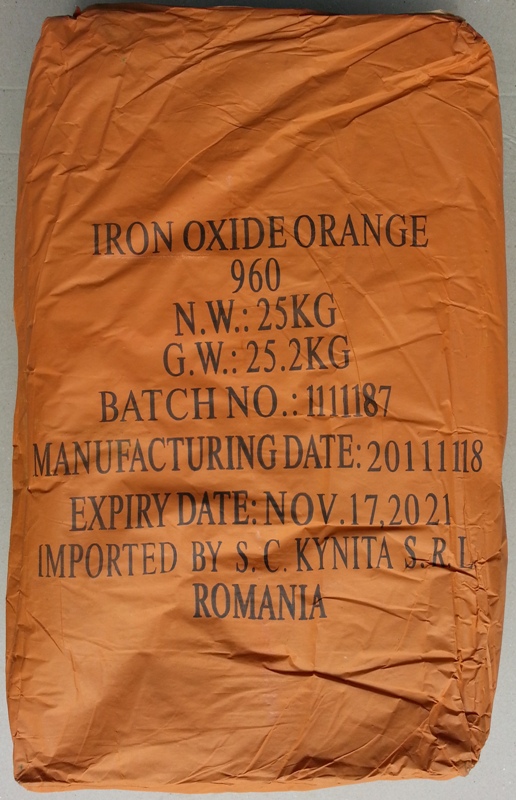 IRON OXIDE ORANGE
960
N.W.: 25KG
G.W.: 25.2KG
BATCH NO.: 1111187
MANUFACTURING DATE: 20111118
EXPIRY DATE: NOV.17,2021
IMPORTED BY S.C. KYNITA S.R.L
ROMANIA